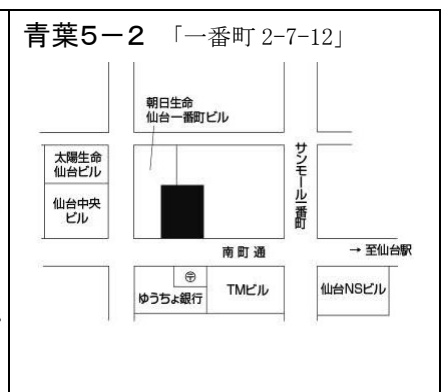 青葉5－2 「一番町 2-7-12」
朝日生命
仙台一番町ビル
太陽生命
仙台ビル
サンモール一番町
仙台中央
ビル
南町通
→ 至仙台駅
〶
ゆうちょ銀行
TMビル
仙台NSビル